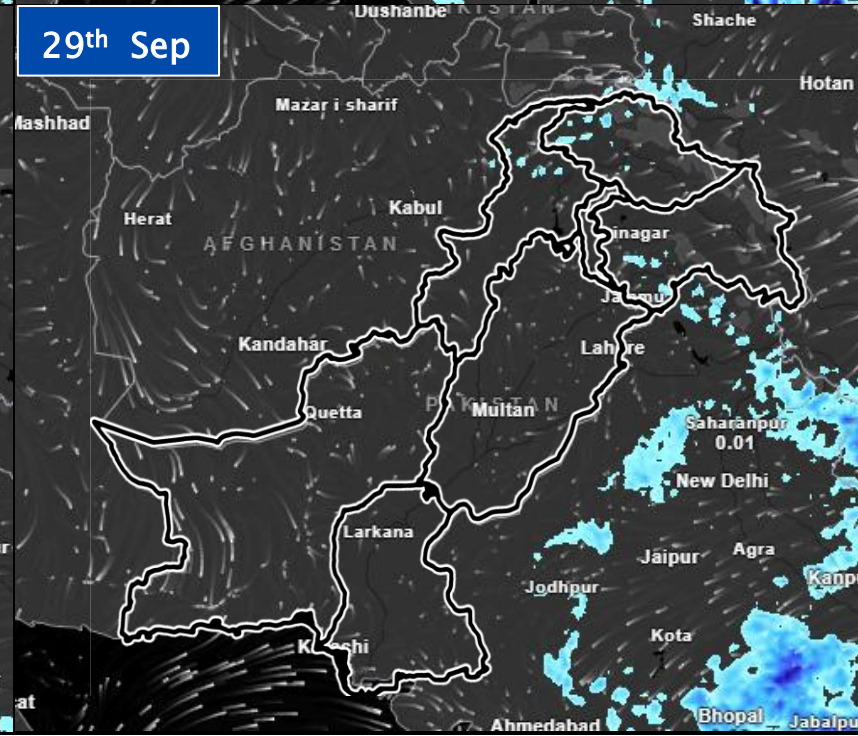 29th Sep
Dushanbe
Shache
Hotan
Mashhad
Mazar i sharif
Kabul
Herat
AFGHANISTAN
Kandahar
Lahore
Quetta
PAKISTAN
Multan
Saharanpur
0.01
New Delhi
Larkana
Jaipur
Agra
Jodhpur
Kota
Ahmedabad
Bhopal